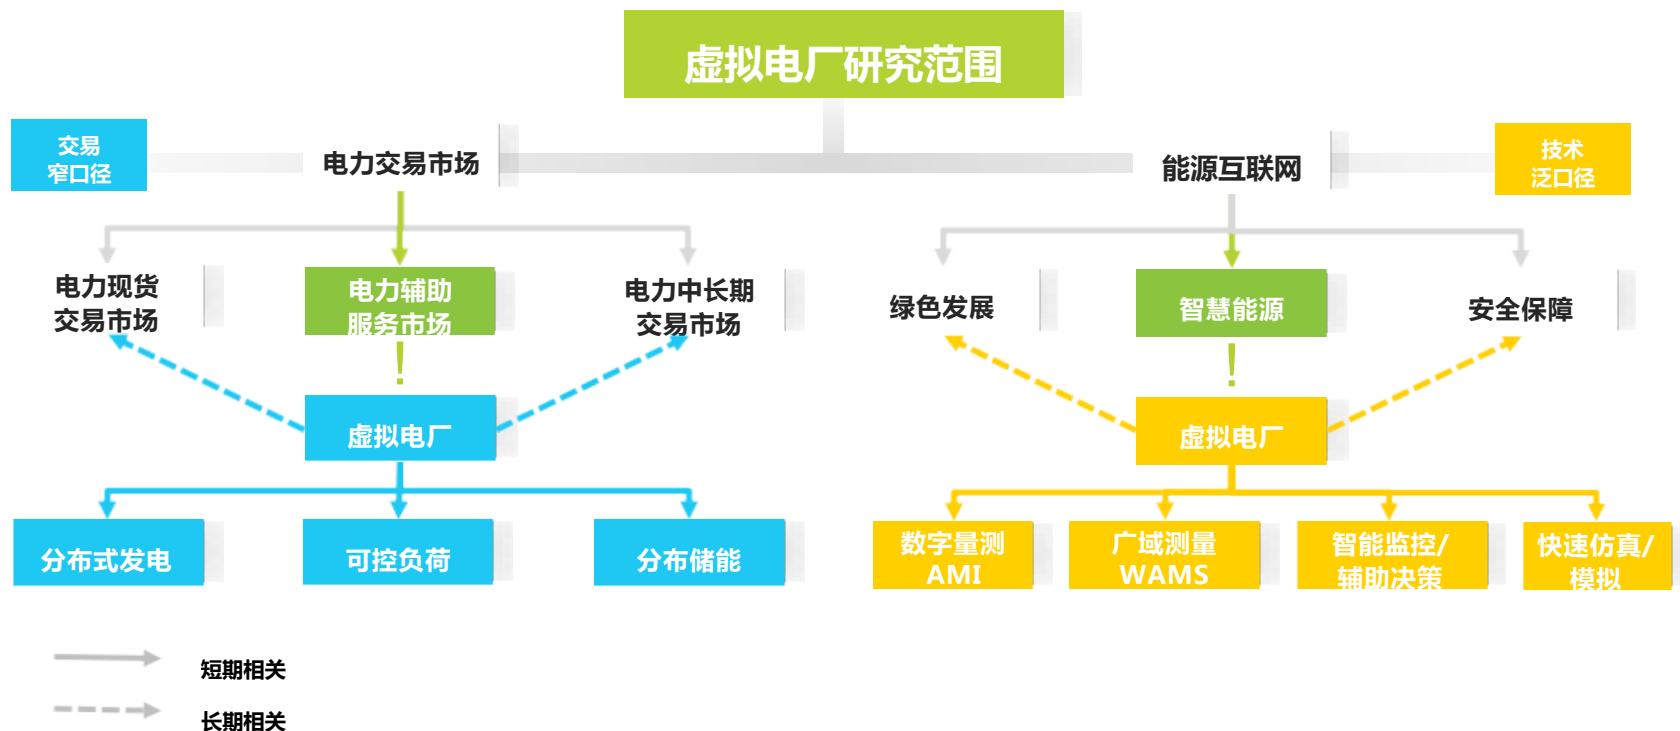 虚拟电厂研究范围
交易
窄口径
电力交易市场
能源互联网
技术
泛口径
电力现货
交易市场
电力辅助
服务市场
电力中长期
交易市场
绿色发展
智慧能源
安全保障
!
!
虚拟电厂
虚拟电厂
分布式发电
可控负荷
分布储能
数字量测
AMI
广域测量
WAMS
智能监控/
辅助决策
快速仿真/
模拟
短期相关
长期相关